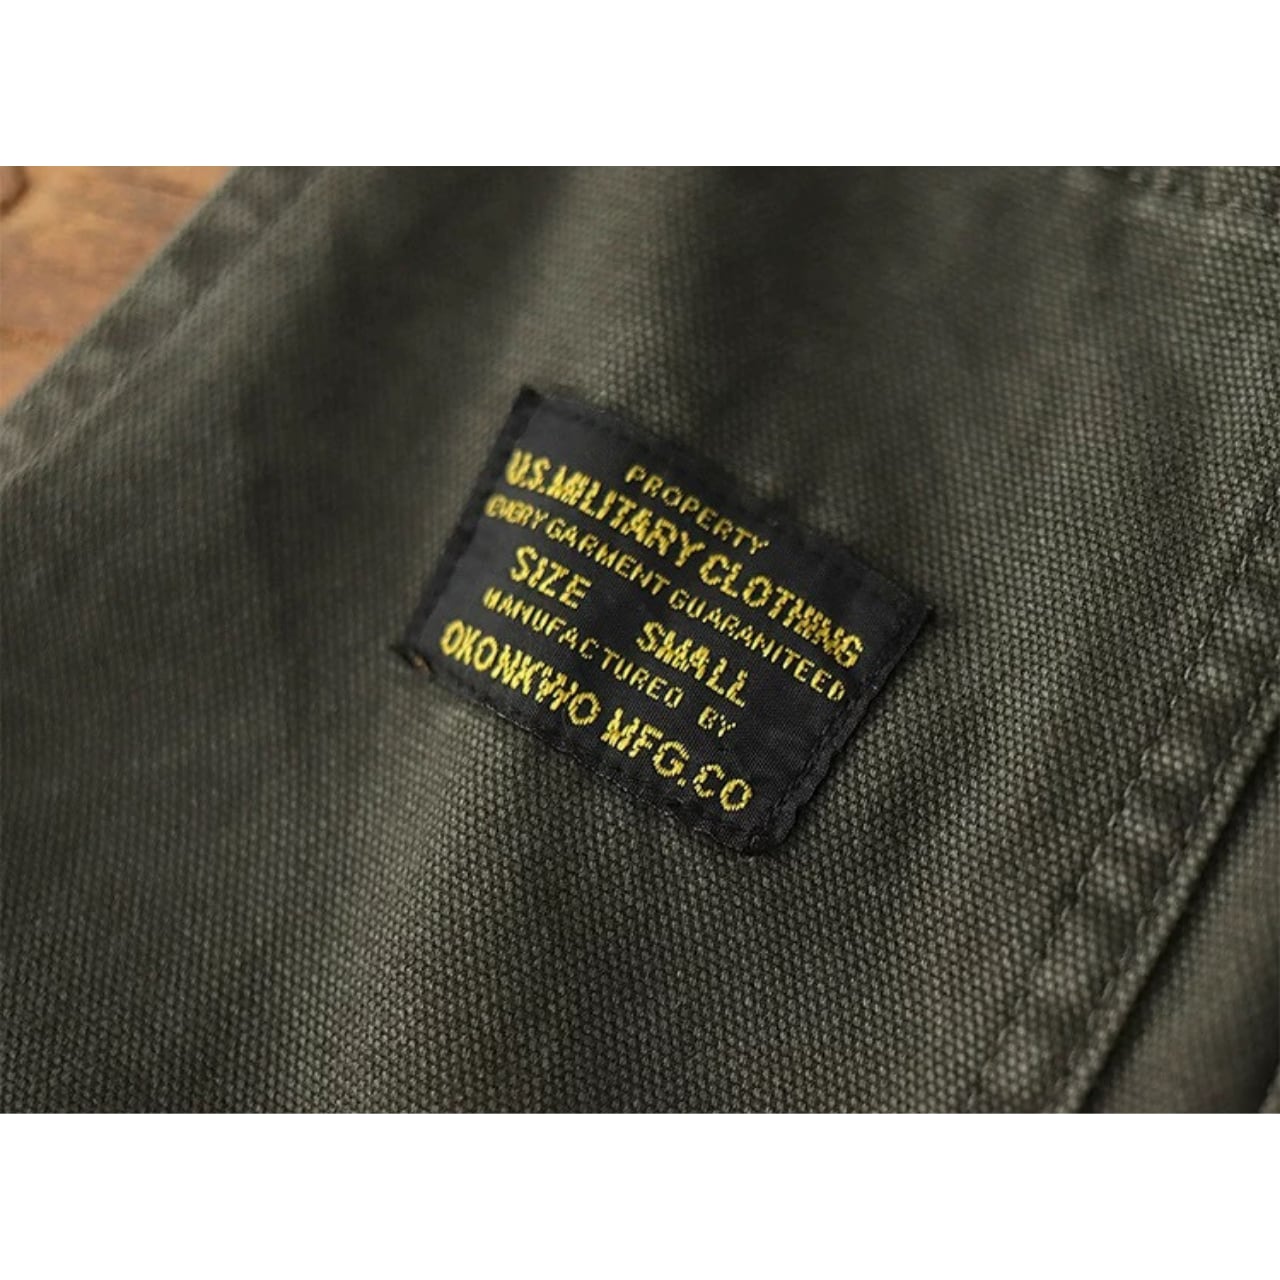 PROPERTY
U.S.MILITARY CLOTHING
EVERY GARMENT GUARANITEED
SIZE SMALL
MANUFACTURED BY
OKONKWO MFG.CO